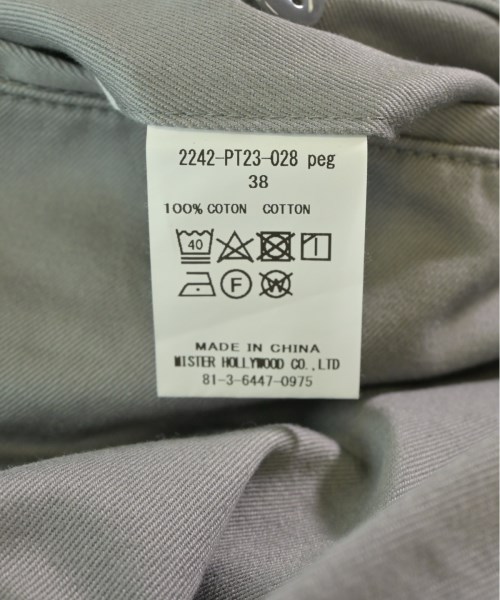 2242-PT23-028 peg
38
100% COTON COTTON
40
F
W
MADE IN CHINA
MISTER HOLLYWOOD CO.,LTD
81-3-6447-0975